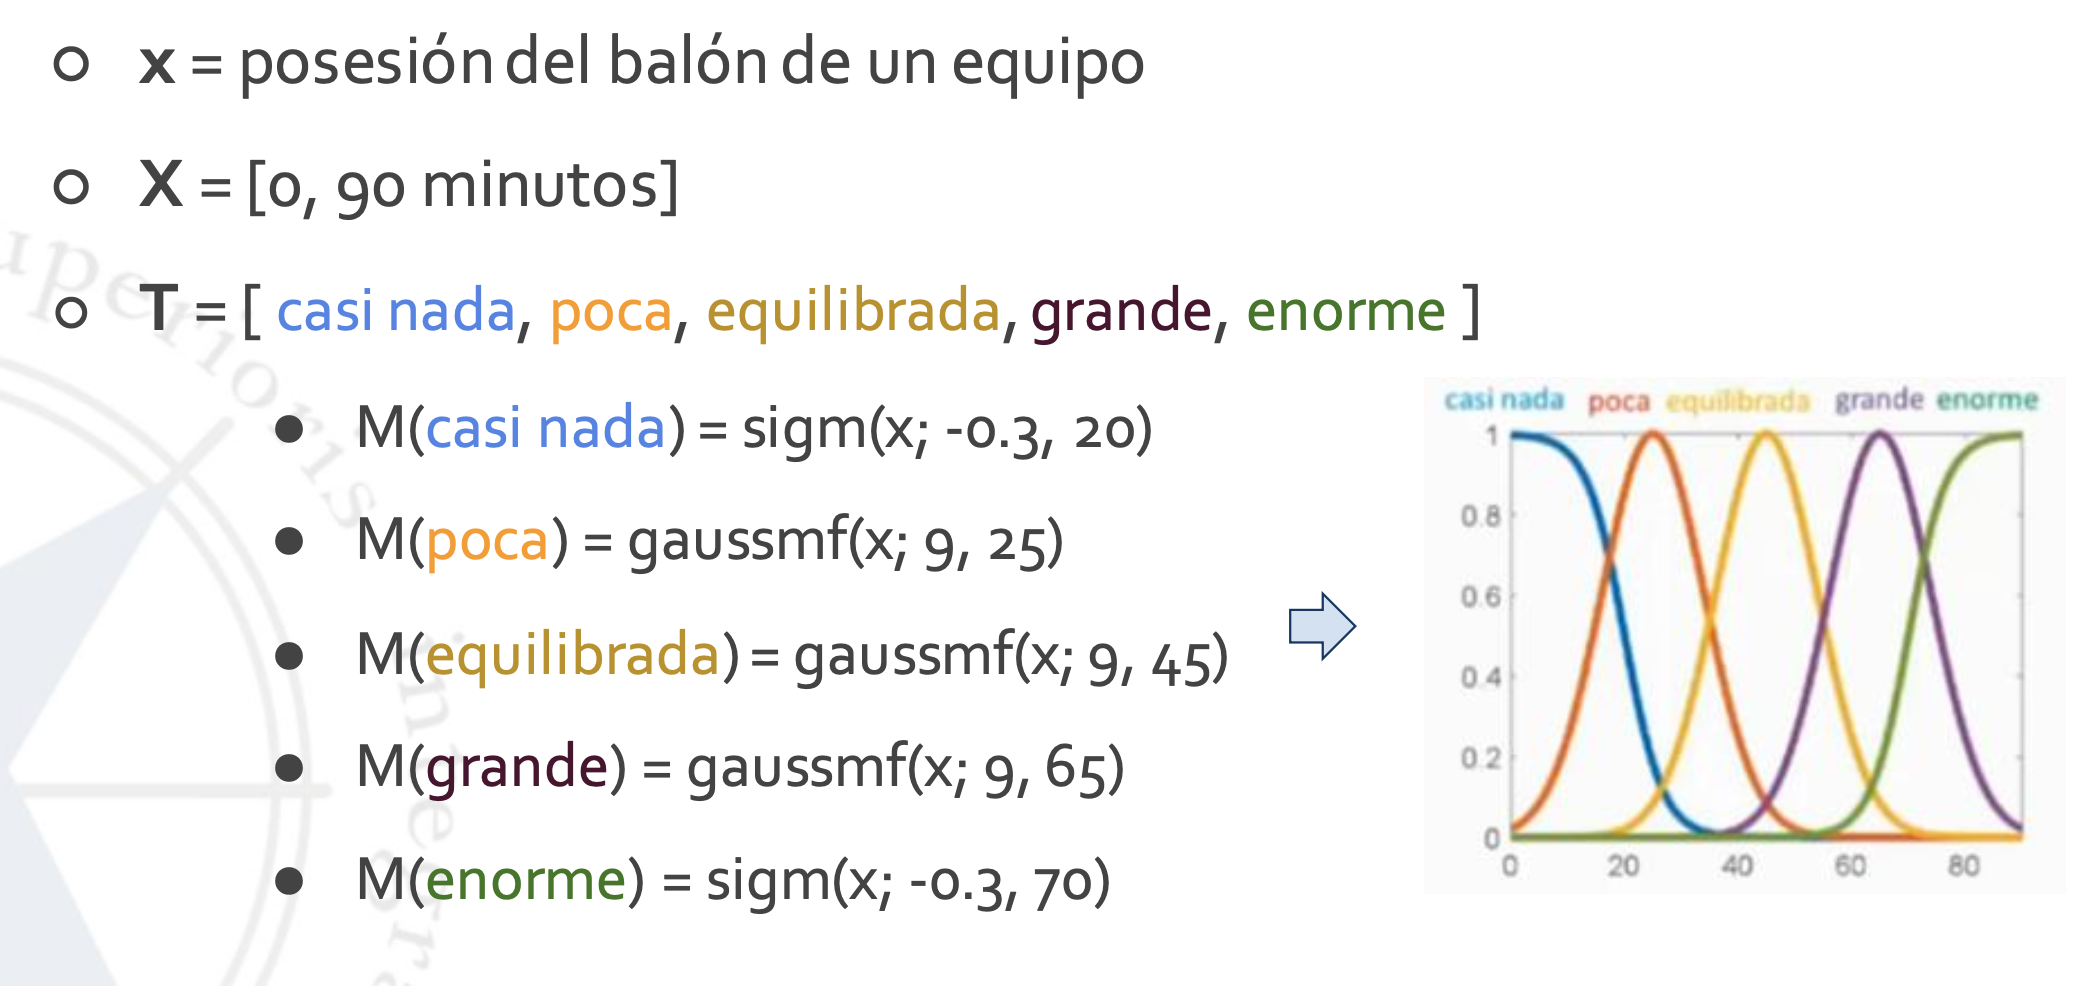 x = posesión del balón de un equipo
X = [0, 90 minutos]
T = [ casi nada, poca, equilibrada, grande, enorme ]
M(casi nada) = sigm(x; -0.3, 20)
M(poca) = gaussmf(x; 9, 25)
M(equilibrada) = gaussmf(x; 9, 45)
M(grande) = gaussmf(x; 9, 65)
M(enorme) = sigm(x; -0.3, 70)
casi nada poca equilibrada grande enorme
1
0.8
0.6
0.4
0.2
0
0 20 40 60 80
uperioris